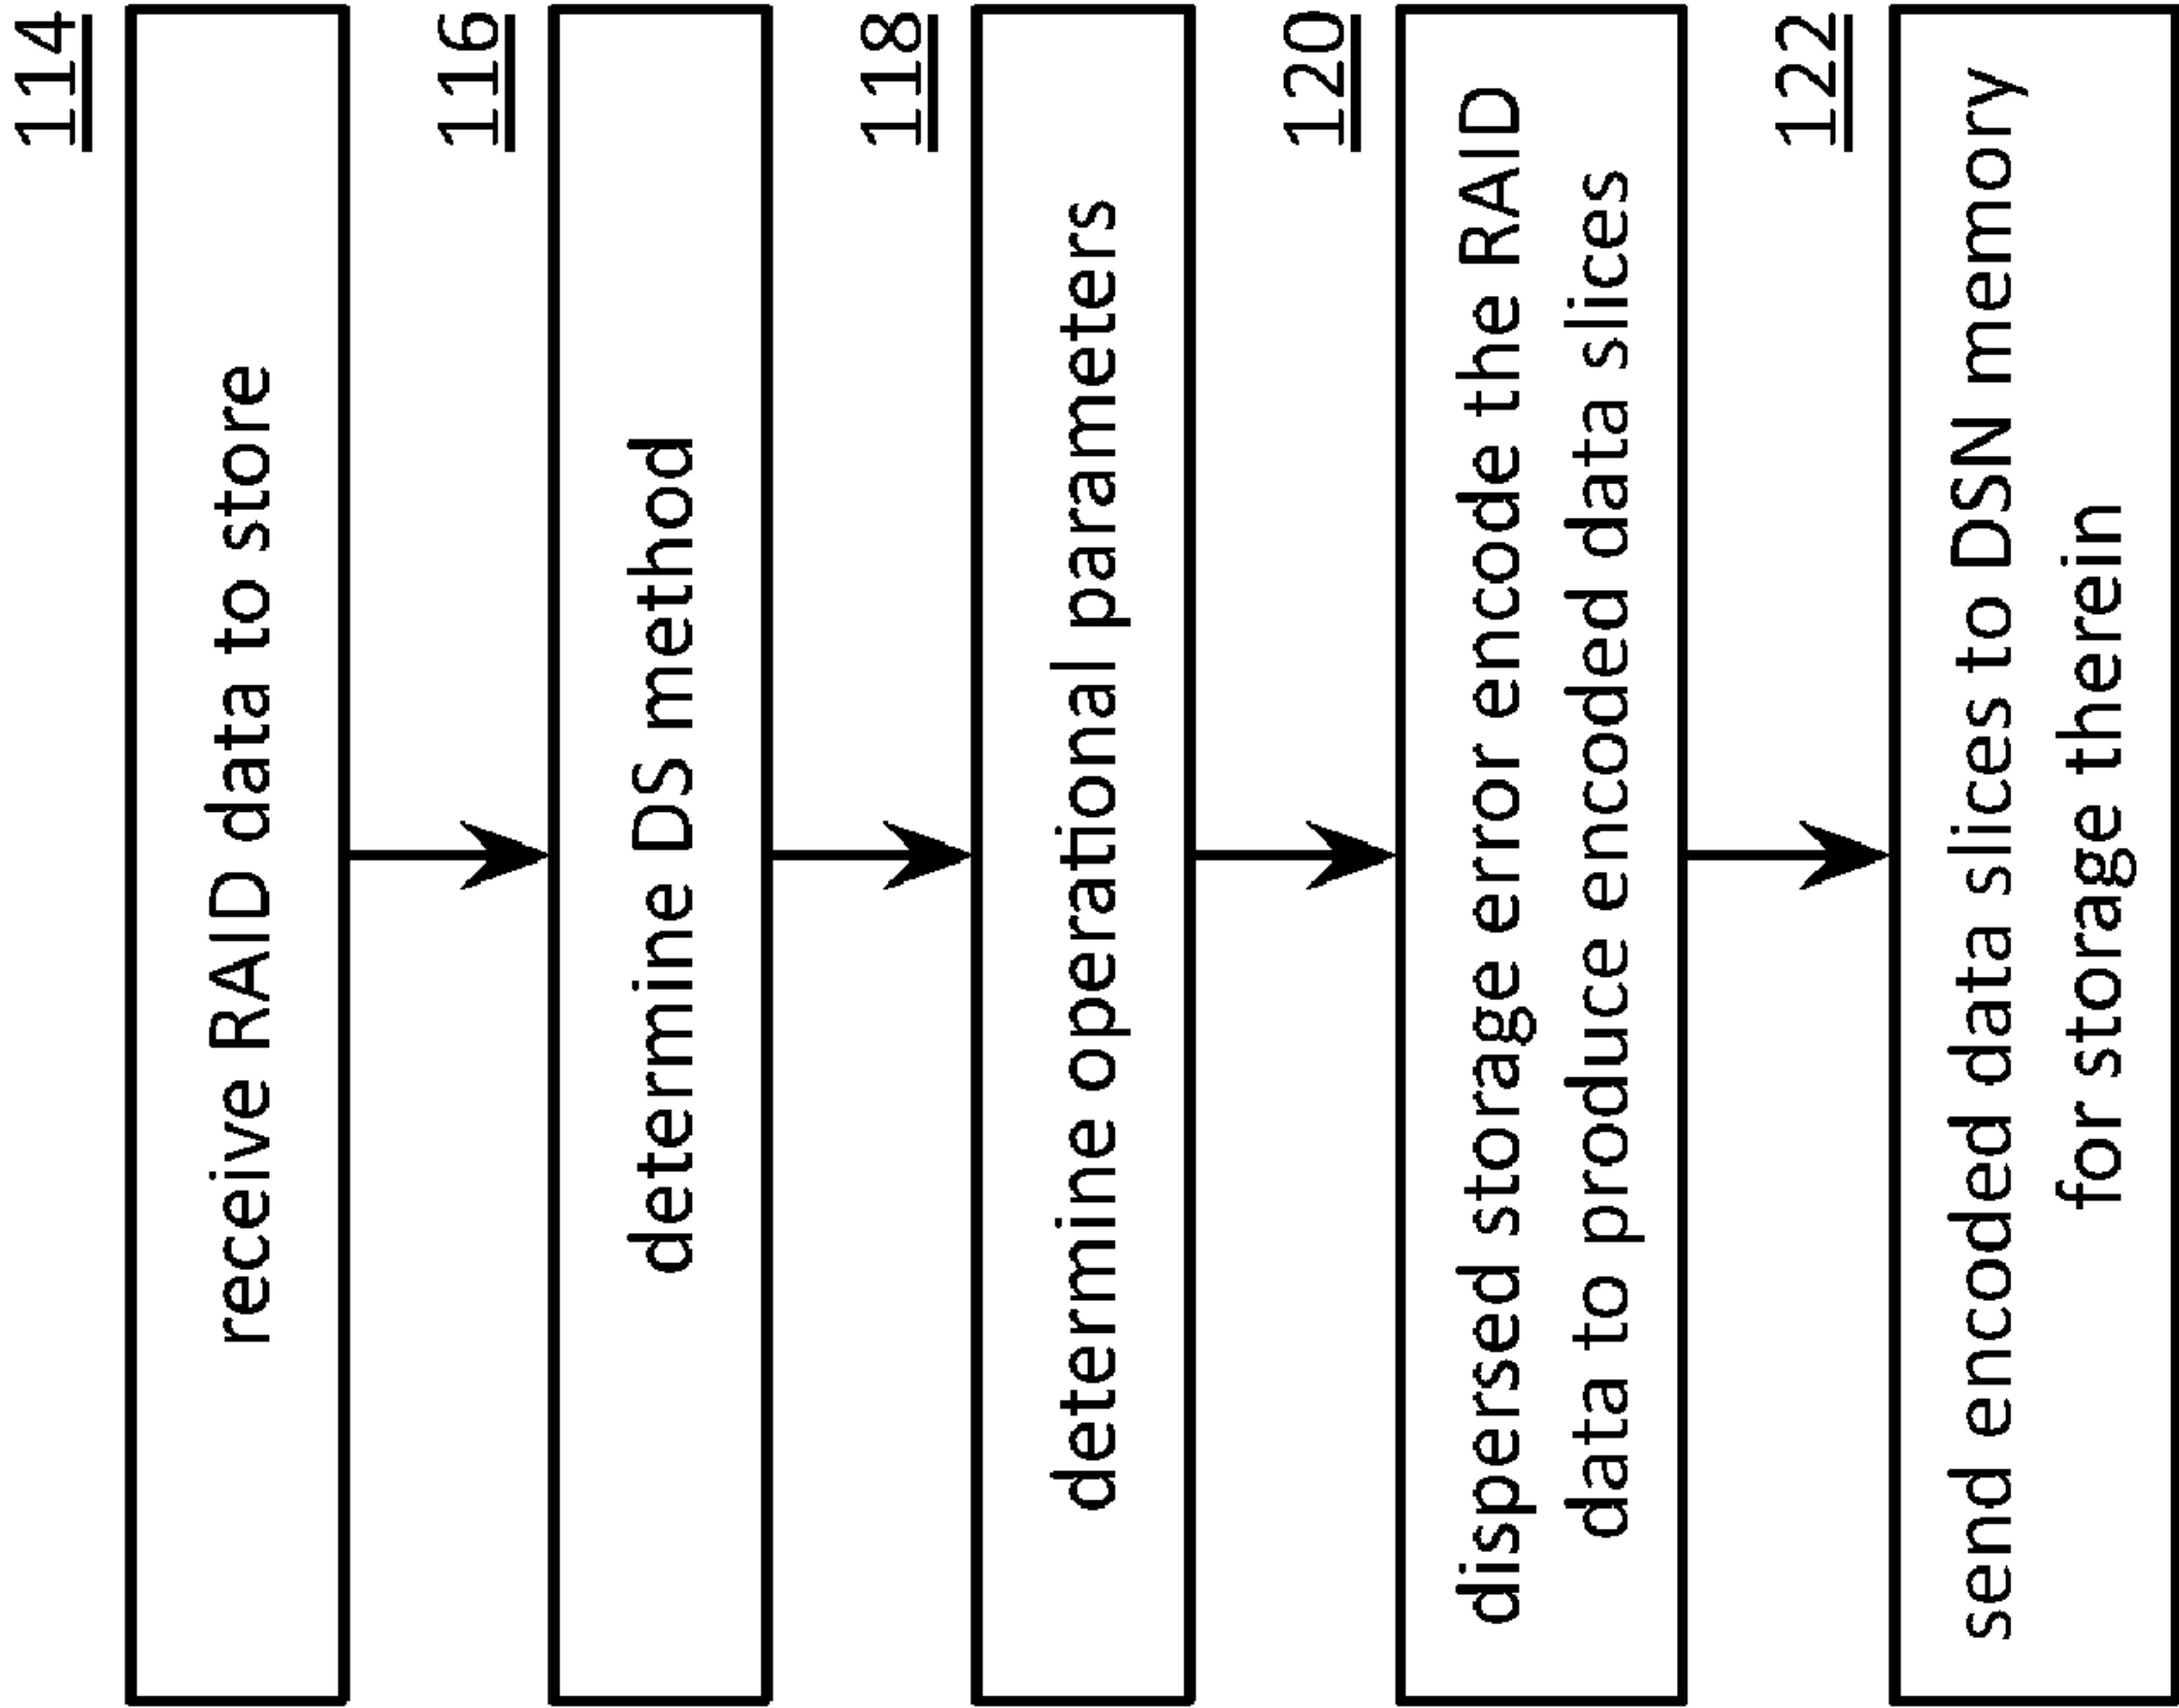 114
receive RAID data to store
116
determine DS method
118
determine operational parameters
120
dispersed storage error encode the RAID
data to produce encoded data slices
122
send encoded data slices to DSN memory
for storage therein